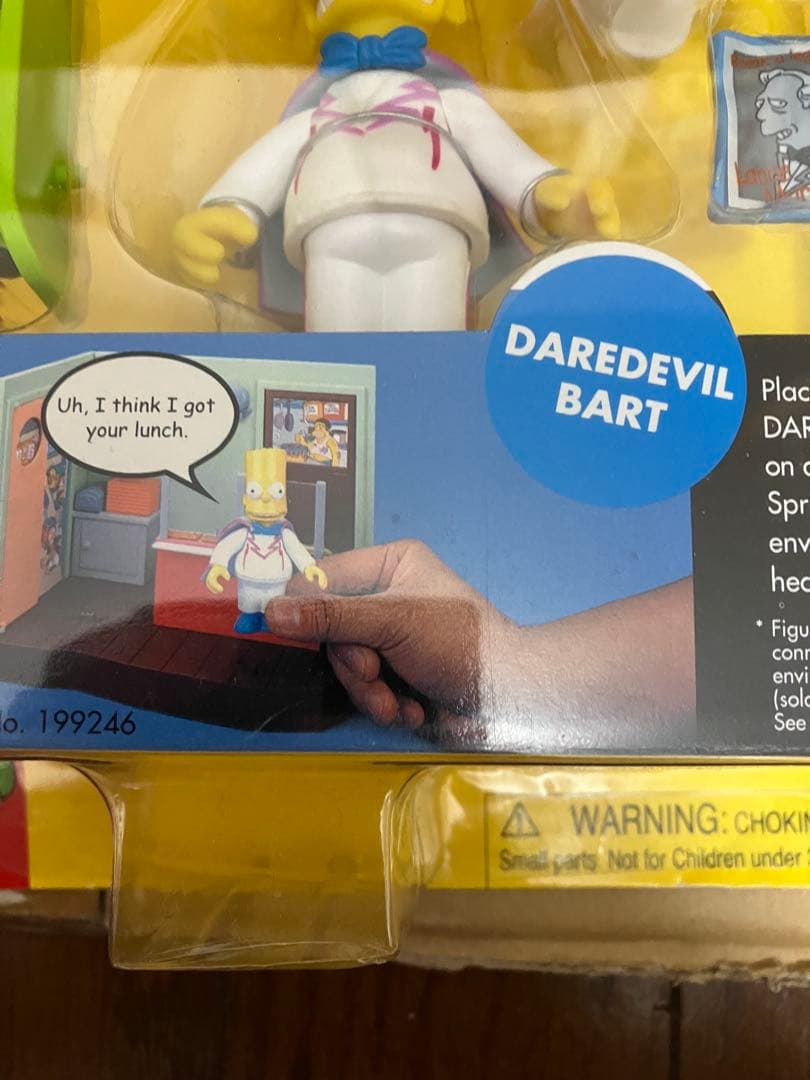 DAREDEVIL
BART
Uh, I think I got
your lunch.
Plac
DAR
on
Spr
env
hea
* Figu
conn
envi
(solo
See
o. 199246
WARNING: CHOKIN
Small parts Not for Children under